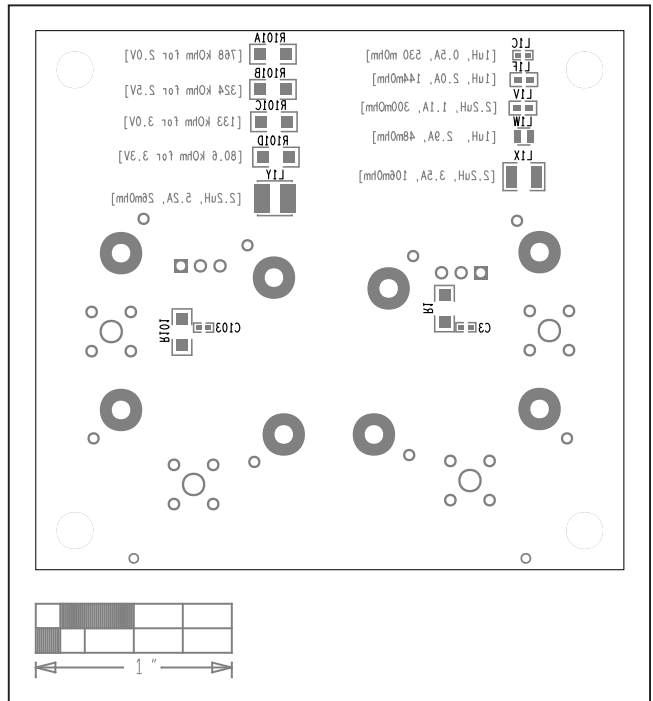 R101A
[768 kOhm for 2.0V]
R101B
[324 kOhm for 2.5V]
R101C
[133 kOhm for 3.0V]
R101D
[80.6 kOhm for 3.3V]
L1Y
[2.2uH, 5.2A, 26mOhm]
L1C
[1uH, 0.5A, 530 mOhm]
L1F
[1uH, 2.0A, 144mOhm]
L1V
[2.2uH, 1.1A, 300mOhm]
L1W
[1uH, 2.9A, 48mOhm]
L1X
[2.2uH, 3.5A, 106mOhm]
R101
C103
R1
C3
1 "